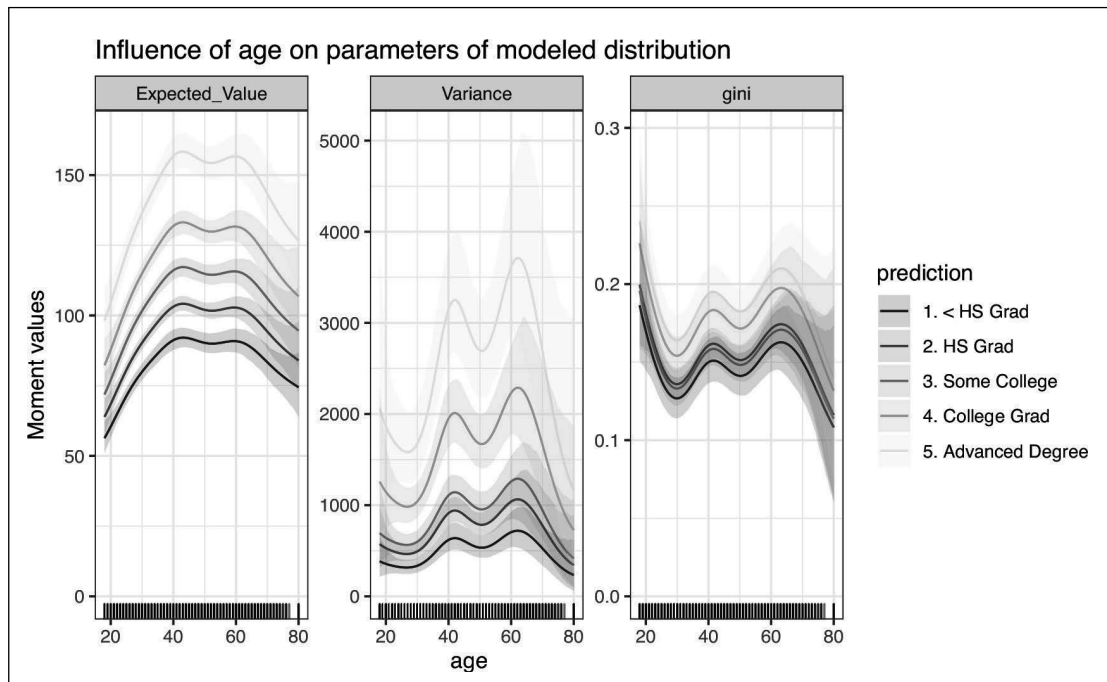 Influence of age on parameters of modeled distribution
Expected_Value
Variance
gini
Moment values
150
100
50
0
5000
4000
3000
2000
1000
0
0.3
0.2
0.1
0.0
20 40 60 80
20 40 60 80
20 40 60 80
age
prediction
1. < HS Grad
2. HS Grad
3. Some College
4. College Grad
5. Advanced Degree